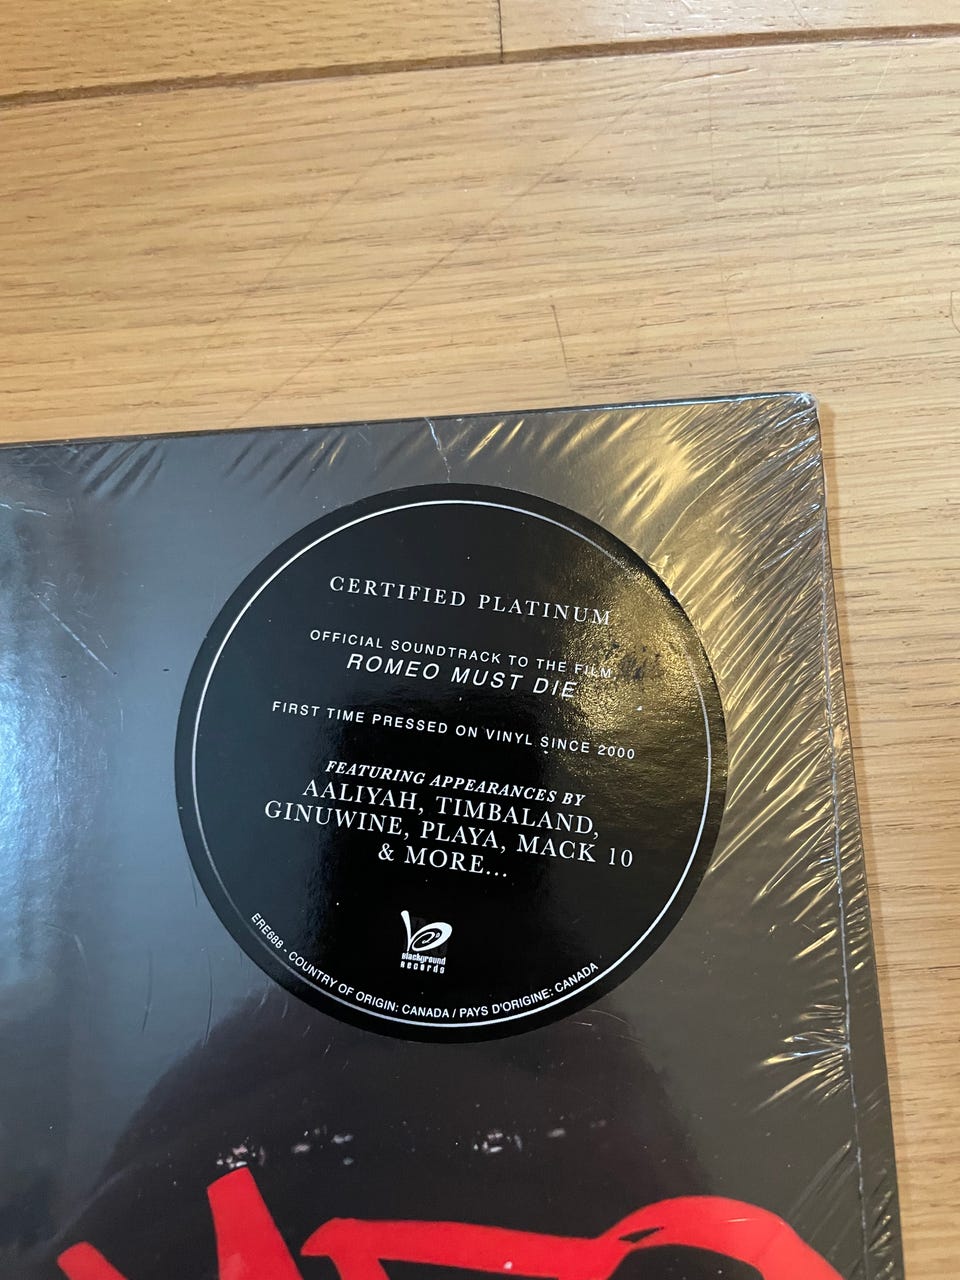 CERTIFIED PLATINUM
OFFICIAL SOUNDTRACK TO THE FILM
ROMEO MUST DIE
FIRST TIME PRESSED ON VINYL SINCE 2000
FEATURING APPEARANCES BY
AALIYAH, TIMBALAND,
GINUWINE, PLAYA, MACK 10
& MORE...
Blackground
Records
ERE688 - COUNTRY OF ORIGIN: CANADA / PAYS D'ORIGINE: CANADA